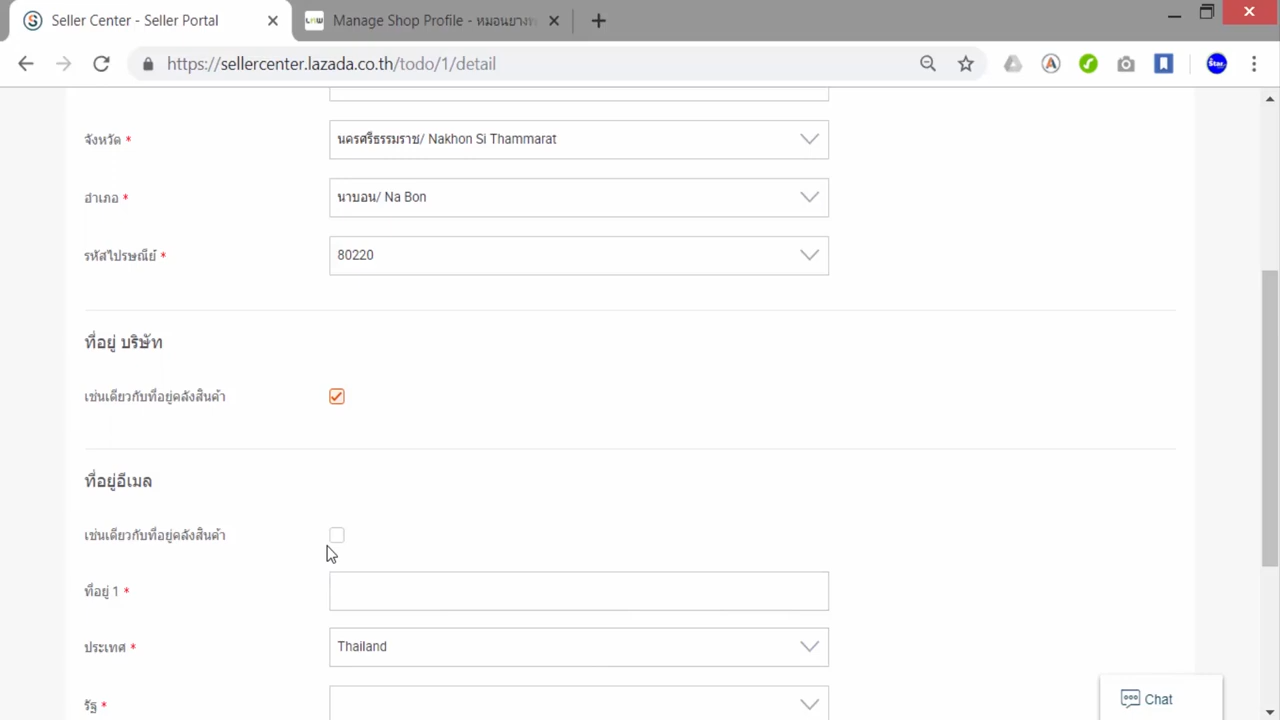 Seller Center - Seller Portal
Manage Shop Profile - หมอนยางพ
https://sellercenter.lazada.co.th/todo/1/detail
Star
จังหวัด *
นครศรีธรรมราช/ Nakhon Si Thammarat
อำเภอ *
นาบอน/ Na Bon
รหัสไปรษณีย์ *
80220
ที่อยู่ บริษัท
เช่นเดียวกับที่อยู่คลังสินค้า
ที่อยู่อีเมล
เช่นเดียวกับที่อยู่คลังสินค้า
ที่อยู่ 1 *
ประเทศ *
Thailand
รัฐ *
Chat